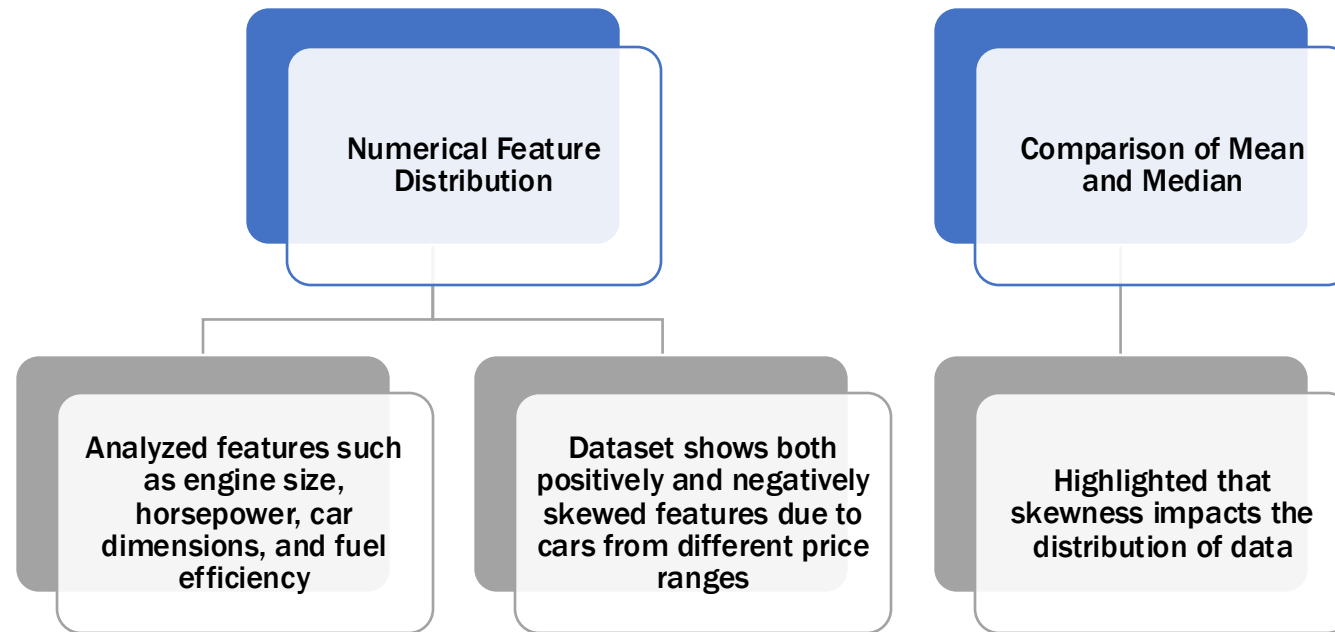 Numerical Feature
Distribution
Comparison of Mean
and Median
Analyzed features such
as engine size,
horsepower, car
dimensions, and fuel
efficiency
Dataset shows both
positively and negatively
skewed features due to
cars from different price
ranges
Highlighted that
skewness impacts the
distribution of data